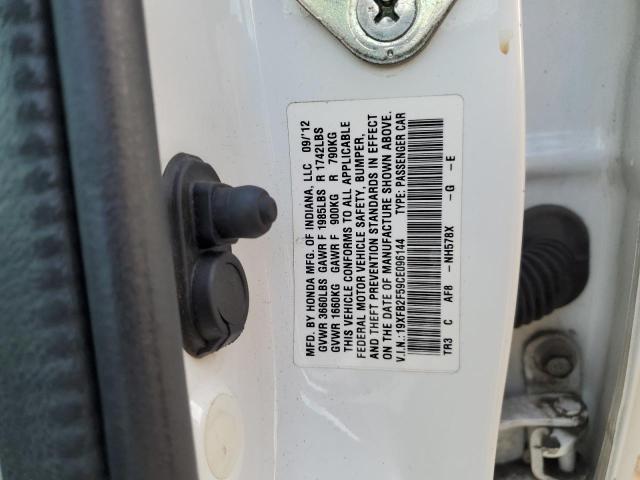 MFD. BY HONDA MFG. OF INDIANA, LLC 09/'12
GVWR 3660LBS GAWR F 1985LBS R 1742LBS
GVWR 1660KG GAWR F 900KG R 790KG
THIS VEHICLE CONFORMS TO ALL APPLICABLE
FEDERAL MOTOR VEHICLE SAFETY, BUMPER,
AND THEFT PREVENTION STANDARDS IN EFFECT
ON THE DATE OF MANUFACTURE SHOWN ABOVE.
V.I.N.: 19XFB2F59CE096144 TYPE: PASSENGER CAR
TR3 C AF8 -NH578X -G -E